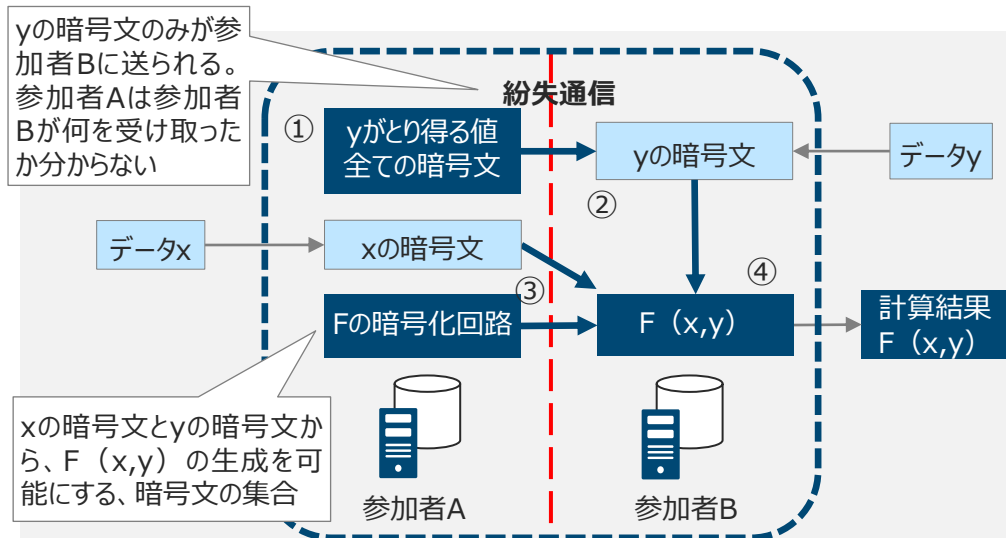 yの暗号文のみが参
加者Bに送られる。
参加者Aは参加者
Bが何を受け取った
か分からない
紛失通信
①
yがとり得る値
全ての暗号文
yの暗号文
データy
②
データx
xの暗号文
③
④
Fの暗号化回路
F（x,y）
計算結果
F（x,y）
xの暗号文とyの暗号文か
ら、F（x,y）の生成を可
能にする、暗号文の集合
参加者A
参加者B